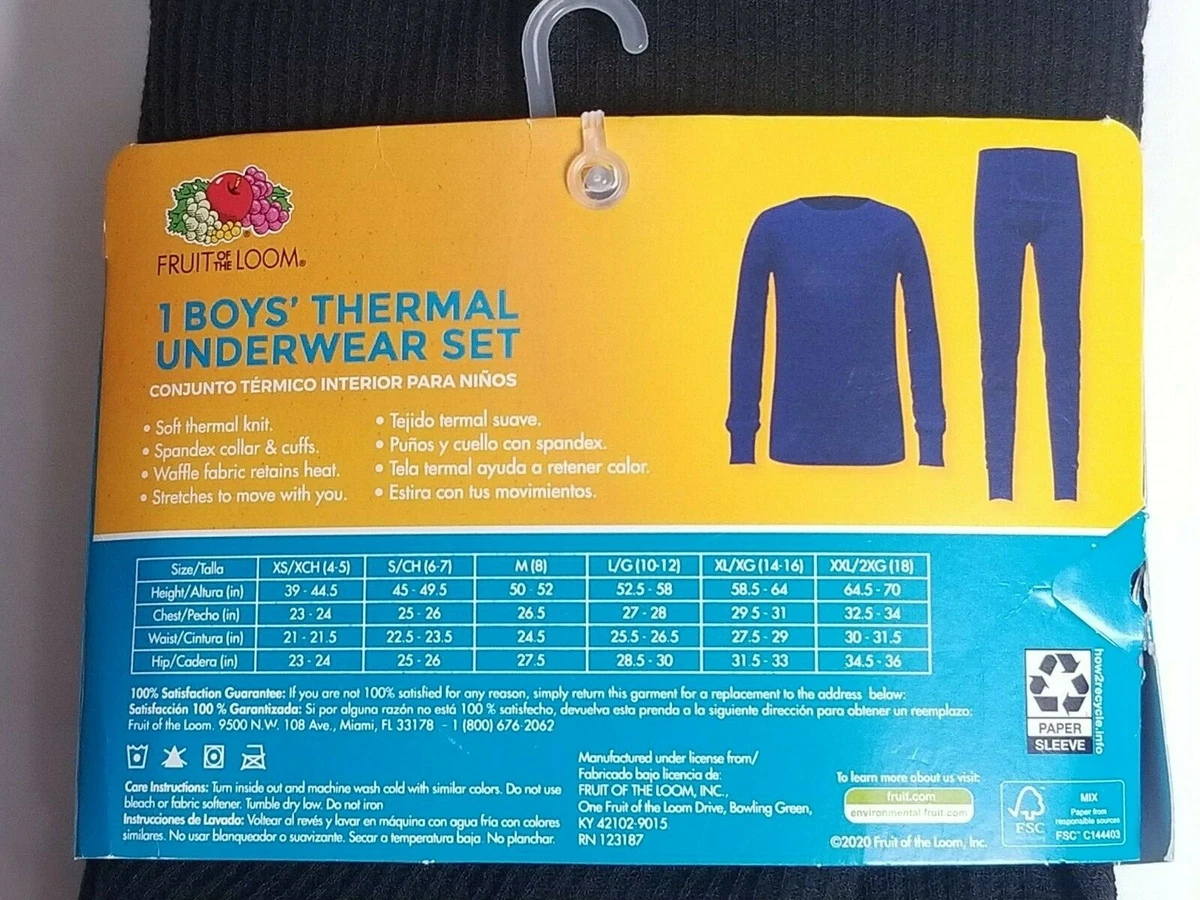 FRUIT OF THE LOOM®
1 BOYS' THERMAL
UNDERWEAR SET
CONJUNTO TÉRMICO INTERIOR PARA NIÑOS
• Soft thermal knit.
• Spandex collar & cuffs.
• Waffle fabric retains heat.
• Stretches to move with you.
• Tejido termal suave.
• Puños y cuello con spandex.
• Tela termal ayuda a retener calor.
• Estira con tus movimientos.
Size/Talla XS/XCH (4-5) S/CH (6-7) M (8) L/G (10-12) XL/XG (14-16) XXL/2XG (18)
Height/Altura (in) 39 - 44.5 45 - 49.5 50 - 52 52.5 - 58 58.5 - 64 64.5 - 70
Chest/Pecho (in) 23 - 24 25 - 26 26.5 27 - 28 29.5 - 31 32.5 - 34
Waist/Cintura (in) 21 - 21.5 22.5 - 23.5 24.5 25.5 - 26.5 27.5 - 29 30 - 31.5
Hip/Cadera (in) 23 - 24 25 - 26 27.5 28.5 - 30 31.5 - 33 34.5 - 36
100% Satisfaction Guarantee: If you are not 100% satisfied for any reason, simply return this garment for a replacement to the address below:
Satisfacción 100 % Garantizada: Si por alguna razón no está 100 % satisfecho, devuelva esta prenda a la siguiente dirección para obtener un reemplazo:
Fruit of the Loom. 9500 N.W. 108 Ave., Miami, FL 33178 - 1 (800) 676-2062
Care Instructions: Turn inside out and machine wash cold with similar colors. Do not use
bleach or fabric softener. Tumble dry low. Do not iron
Instrucciones de Lavado: Voltear al revés y lavar en máquina con agua fría con colores
similares. No usar blanqueador o suavizante. Secar a temperatura baja. No planchar.
Manufactured under license from/
Fabricado bajo licencia de:
FRUIT OF THE LOOM, INC.,
One Fruit of the Loom Drive, Bowling Green,
KY 42102-9015
RN 123187
To learn more about us visit:
fruit.com
environmental-fruit.com
©2020 Fruit of the Loom, Inc.
PAPER
SLEEVE
how2recycle.info
FSC
MIX
Paper from
responsible sources
FSC™ C144403